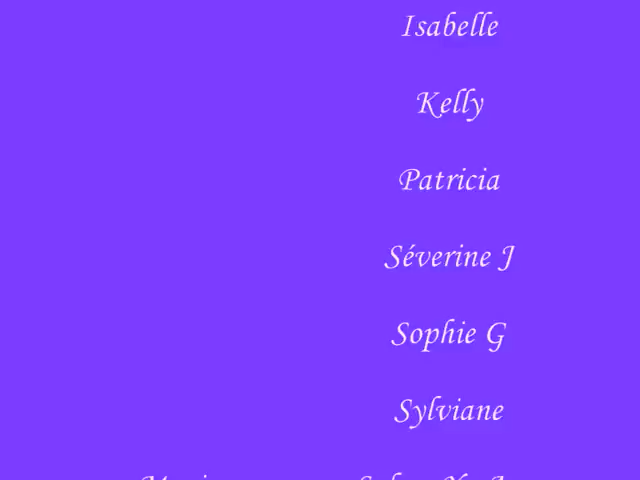 Isabelle
Kelly
Patricia
Séverine J
Sophie G
Sylviane